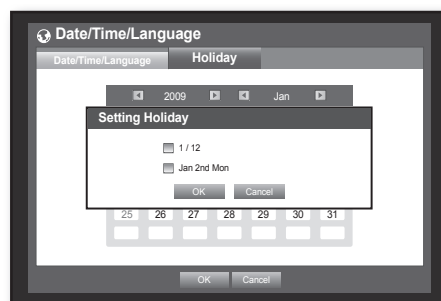 Date/Time/Language
Date/Time/Language Holiday
2009 Jan
Setting Holiday
1 / 12
Jan 2nd Mon
OK Cancel
25 26 27 28 29 30 31
OK Cancel